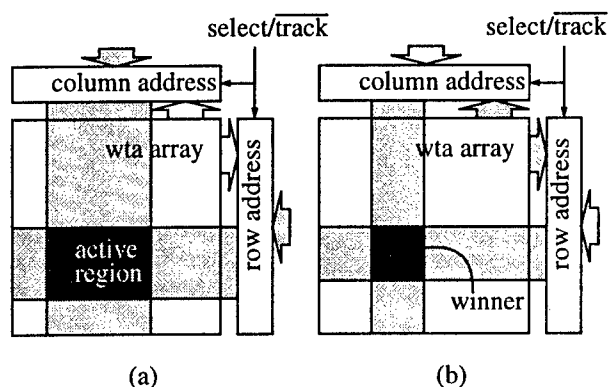 select/track
column address
wta array
row address
active
region
(a)
select/track
column address
wta array
row address
winner
(b)